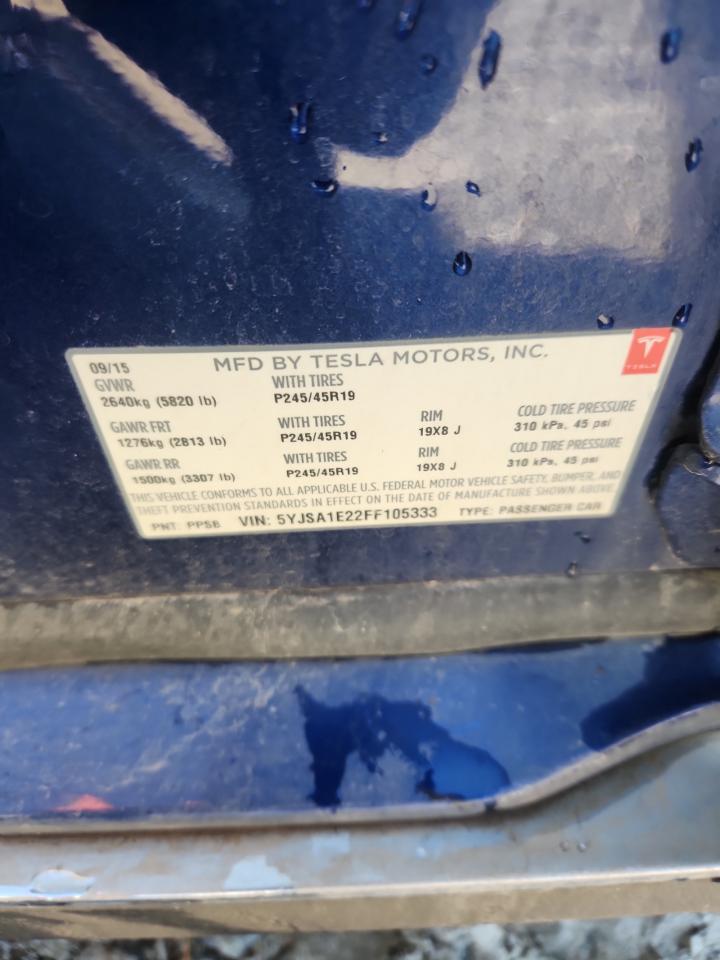 09/15 MFD BY TESLA MOTORS, INC.
TESLA
GVWR WITH TIRES
2640kg (5820 lb) P245/45R19
GAWR FRT WITH TIRES RIM COLD TIRE PRESSURE
1276kg (2813 lb) P245/45R19 19X8 J 310 kPa, 45 psi
GAWR RR WITH TIRES RIM COLD TIRE PRESSURE
1500kg (3307 lb) P245/45R19 19X8 J 310 kPa, 45 psi
THIS VEHICLE CONFORMS TO ALL APPLICABLE U.S. FEDERAL MOTOR VEHICLE SAFETY, BUMPER, AND
THEFT PREVENTION STANDARDS IN EFFECT ON THE DATE OF MANUFACTURE SHOWN ABOVE.
PNT: PPSB VIN: 5YJSA1E22FF105333 TYPE: PASSENGER CAR